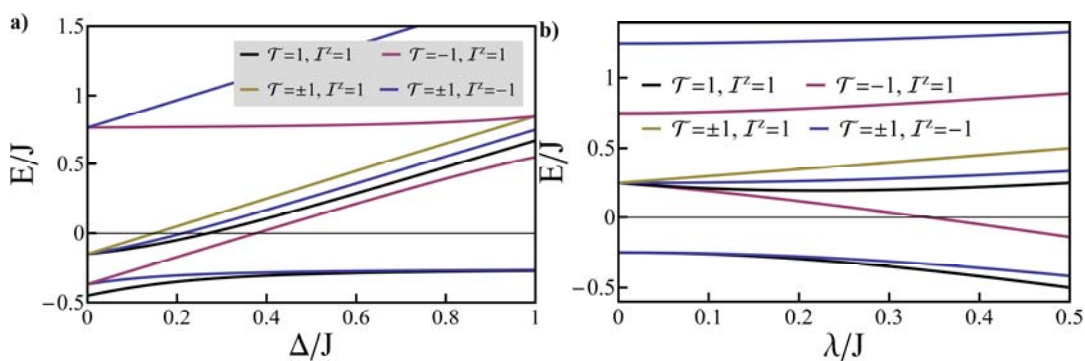 a)
1.5
1
0.5
0
−0.5
E/J
𝒯=1, I^z=1
𝒯=−1, I^z=1
𝒯=±1, I^z=1
𝒯=±1, I^z=−1
0 0.2 0.4 0.6 0.8 1
Δ/J
b)
1
0.5
0
−0.5
E/J
𝒯=1, I^z=1
𝒯=−1, I^z=1
𝒯=±1, I^z=1
𝒯=±1, I^z=−1
0 0.1 0.2 0.3 0.4 0.5
λ/J